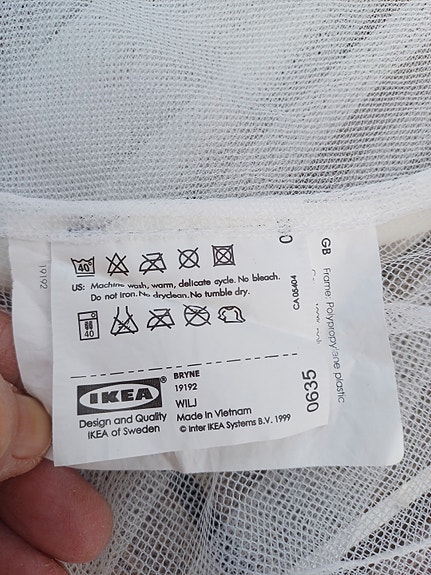 40°
US: Machine wash, warm, delicate cycle. No bleach.
Do not iron. No dryclean. No tumble dry.
40
IKEA®
Design and Quality
IKEA of Sweden
BRYNE
19192
WILJ
Made in Vietnam
© Inter IKEA Systems B.V. 1999
0635
CA 05404
19192
GB Frame: Polypropylene plastic